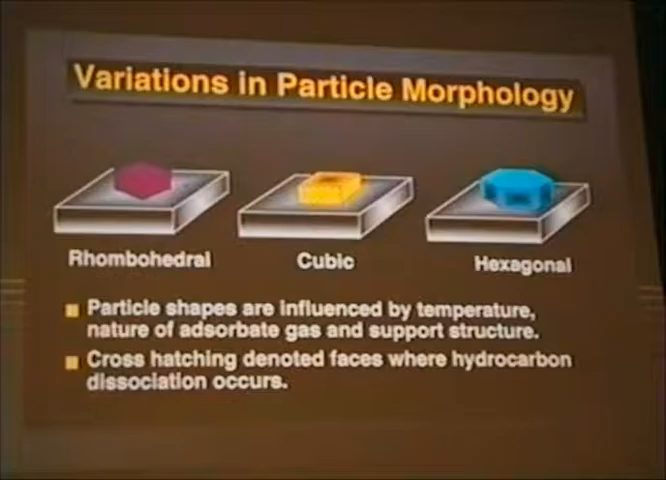 Variations in Particle Morphology
Rhombohedral
Cubic
Hexagonal
Particle shapes are influenced by temperature,
nature of adsorbate gas and support structure.
Cross hatching denoted faces where hydrocarbon
dissociation occurs.